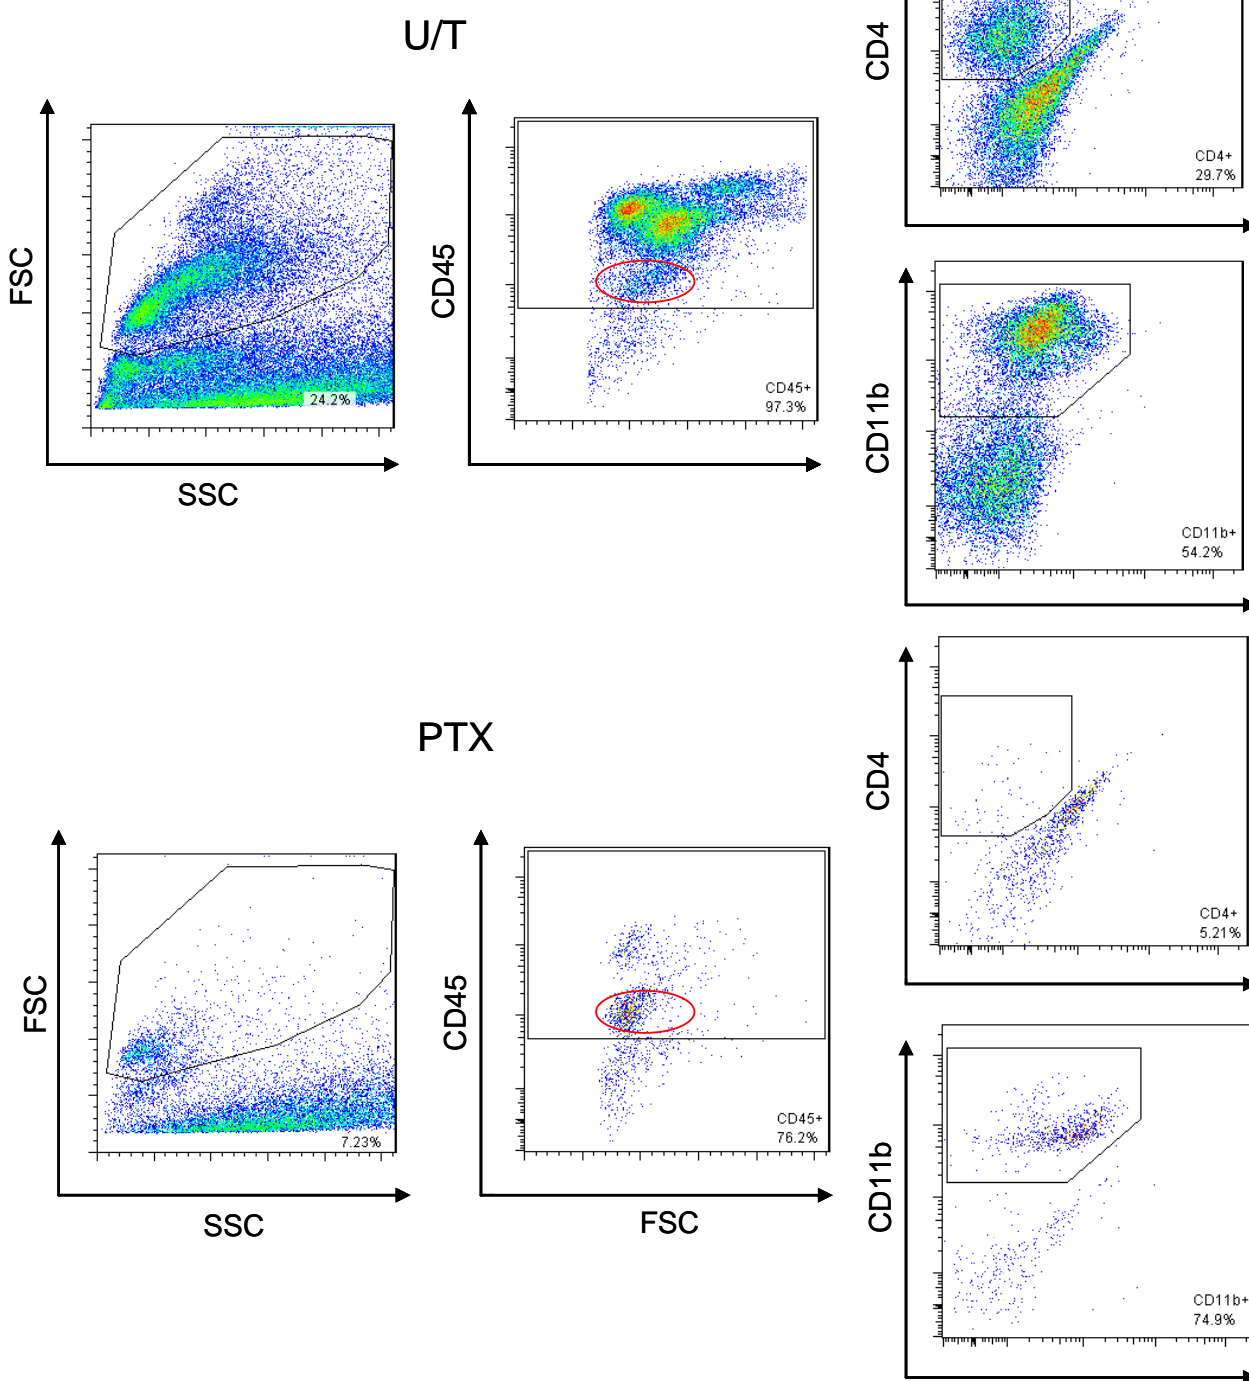 U/T
CD4
CD4+
29.7%
FSC
24.2%
SSC
CD45
CD45+
97.3%
CD11b
CD11b+
54.2%
PTX
CD4
CD4+
5.21%
FSC
7.23%
SSC
CD45
CD45+
76.2%
FSC
CD11b
CD11b+
74.9%